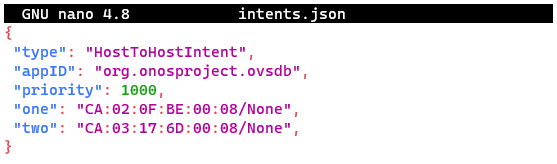 GNU nano 4.8 intents.json
{
"type": "HostToHostIntent",
"appID": "org.onosproject.ovsdb",
"priority": 1000,
"one": "CA:02:0F:BE:00:08/None",
"two": "CA:03:17:6D:00:08/None",
}